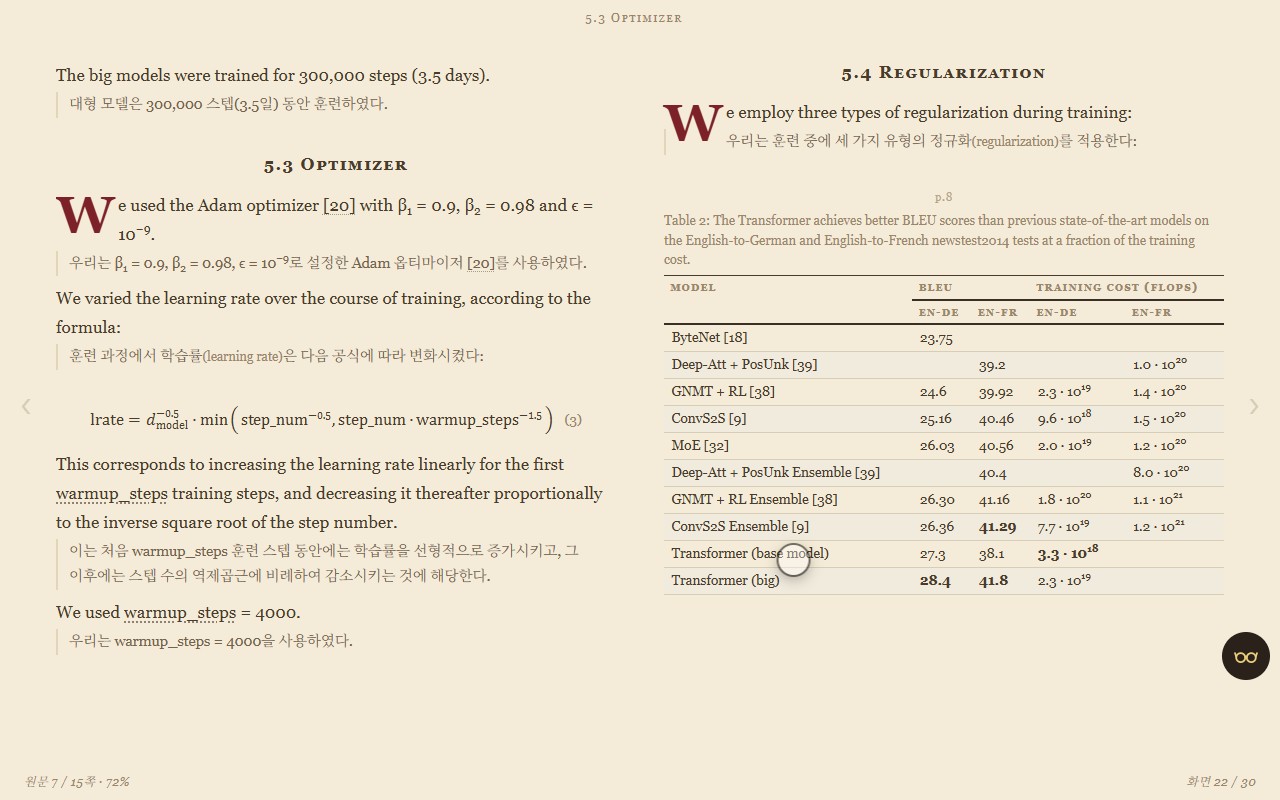 5.3 Optimizer
The big models were trained for 300,000 steps (3.5 days).
대형 모델은 300,000 스텝(3.5일) 동안 훈련하였다.
5.3 Optimizer
We used the Adam optimizer [20] with β₁ = 0.9, β₂ = 0.98 and ϵ =
10⁻⁹.
우리는 β₁ = 0.9, β₂ = 0.98, ϵ = 10⁻⁹로 설정한 Adam 옵티마이저 [20]를 사용하였다.
We varied the learning rate over the course of training, according to the
formula:
훈련 과정에서 학습률(learning rate)은 다음 공식에 따라 변화시켰다:
lrate = d_model^−0.5 · min(step_num^−0.5, step_num · warmup_steps^−1.5) (3)
This corresponds to increasing the learning rate linearly for the first
warmup_steps training steps, and decreasing it thereafter proportionally
to the inverse square root of the step number.
이는 처음 warmup_steps 훈련 스텝 동안에는 학습률을 선형적으로 증가시키고, 그
이후에는 스텝 수의 역제곱근에 비례하여 감소시키는 것에 해당한다.
We used warmup_steps = 4000.
우리는 warmup_steps = 4000을 사용하였다.
5.4 Regularization
We employ three types of regularization during training:
우리는 훈련 중에 세 가지 유형의 정규화(regularization)를 적용한다:
p.8
Table 2: The Transformer achieves better BLEU scores than previous state-of-the-art models on
the English-to-German and English-to-French newstest2014 tests at a fraction of the training
cost.
MODEL BLEU TRAINING COST (FLOPS)
EN-DE EN-FR EN-DE EN-FR
ByteNet [18] 23.75
Deep-Att + PosUnk [39] 39.2 1.0 · 10²⁰
GNMT + RL [38] 24.6 39.92 2.3 · 10¹⁹ 1.4 · 10²⁰
ConvS2S [9] 25.16 40.46 9.6 · 10¹⁸ 1.5 · 10²⁰
MoE [32] 26.03 40.56 2.0 · 10¹⁹ 1.2 · 10²⁰
Deep-Att + PosUnk Ensemble [39] 40.4 8.0 · 10²⁰
GNMT + RL Ensemble [38] 26.30 41.16 1.8 · 10²⁰ 1.1 · 10²¹
ConvS2S Ensemble [9] 26.36 41.29 7.7 · 10¹⁹ 1.2 · 10²¹
Transformer (base model) 27.3 38.1 3.3 · 10¹⁸
Transformer (big) 28.4 41.8 2.3 · 10¹⁹
원문 7 / 15쪽 · 72%
화면 22 / 30